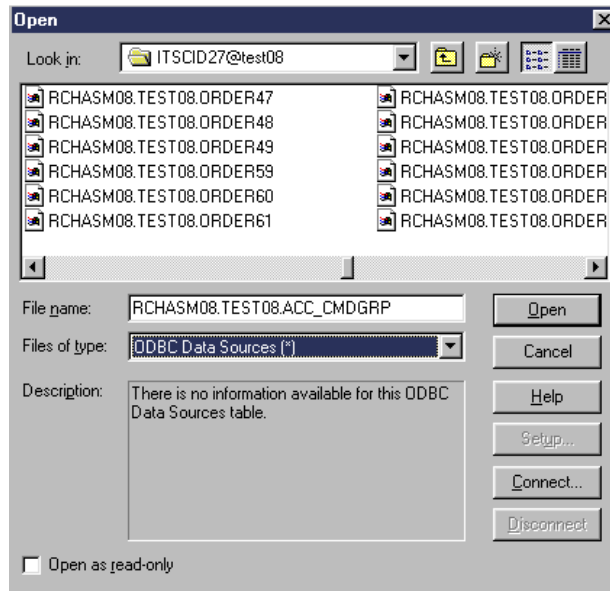 Open
Look in: ITSCID27@test08
RCHASM08.TEST08.ORDER47 RCHASM08.TEST08.ORDER
RCHASM08.TEST08.ORDER48 RCHASM08.TEST08.ORDER
RCHASM08.TEST08.ORDER49 RCHASM08.TEST08.ORDER
RCHASM08.TEST08.ORDER59 RCHASM08.TEST08.ORDER
RCHASM08.TEST08.ORDER60 RCHASM08.TEST08.ORDER
RCHASM08.TEST08.ORDER61 RCHASM08.TEST08.ORDER
File name: RCHASM08.TEST08.ACC_CMDGRP Open
Files of type: ODBC Data Sources (*) Cancel
Description: There is no information available for this ODBC
Data Sources table.
Help
Setup...
Connect...
Disconnect
Open as read-only